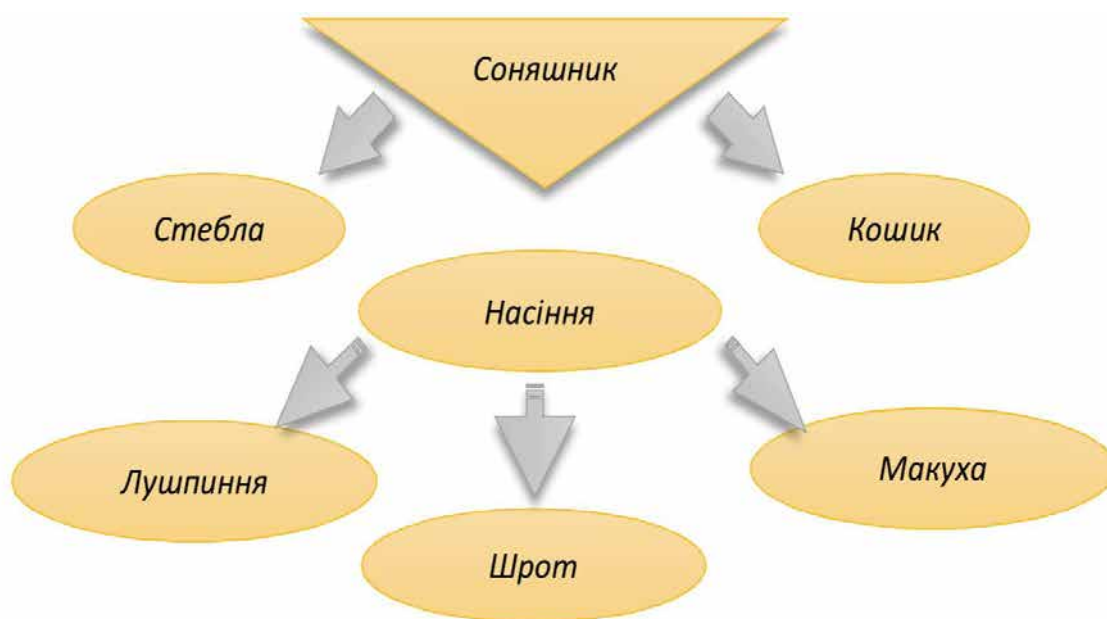 Соняшник
Стебла
Кошик
Насіння
Лушпиння
Шрот
Макуха